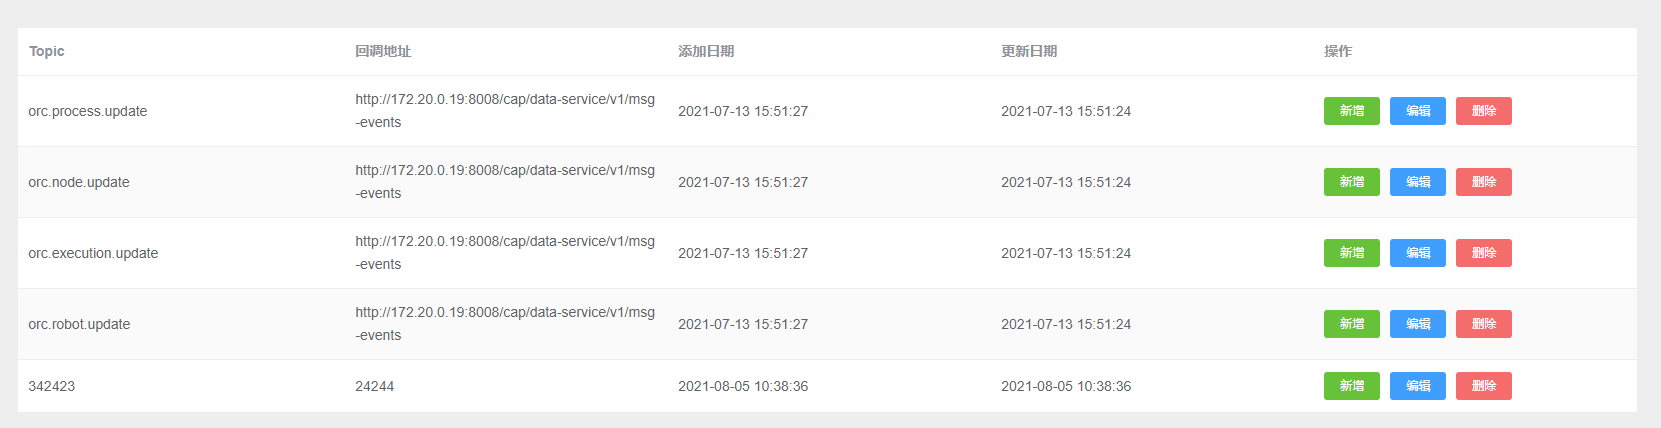 Topic 回调地址 添加日期 更新日期 操作
orc.process.update http://172.20.0.19:8008/cap/data-service/v1/msg 2021-07-13 15:51:27 2021-07-13 15:51:24 新增 编辑 删除
-events
orc.node.update http://172.20.0.19:8008/cap/data-service/v1/msg 2021-07-13 15:51:27 2021-07-13 15:51:24 新增 编辑 删除
-events
orc.execution.update http://172.20.0.19:8008/cap/data-service/v1/msg 2021-07-13 15:51:27 2021-07-13 15:51:24 新增 编辑 删除
-events
orc.robot.update http://172.20.0.19:8008/cap/data-service/v1/msg 2021-07-13 15:51:27 2021-07-13 15:51:24 新增 编辑 删除
-events
342423 24244 2021-08-05 10:38:36 2021-08-05 10:38:36 新增 编辑 删除